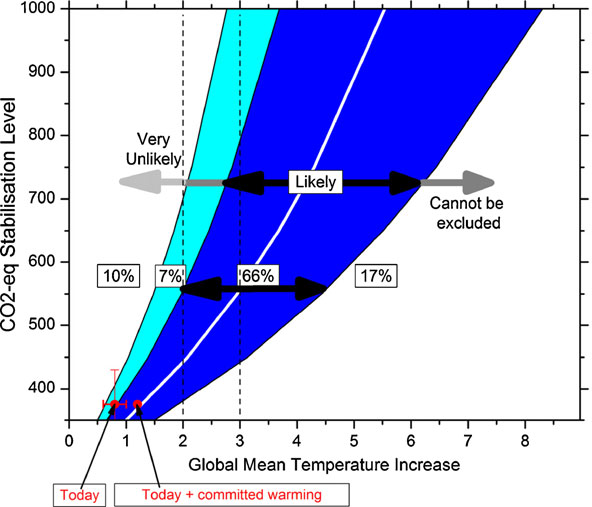 1000
900
800
700
600
500
400
CO2-eq Stabilisation Level
Very
Unlikely
Likely
Cannot be
excluded
10%
7%
66%
17%
0
1
2
3
4
5
6
7
8
Global Mean Temperature Increase
Today
Today + committed warming